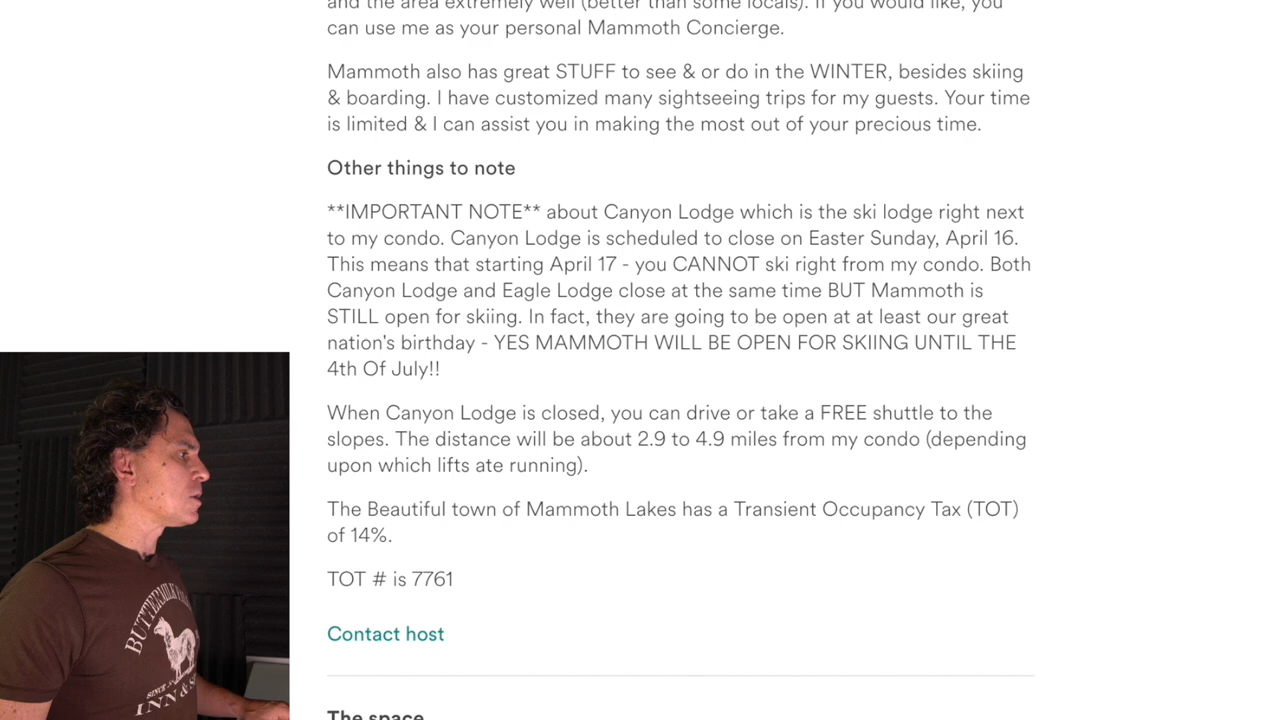 and the area extremely well (better than some locals). If you would like, you
can use me as your personal Mammoth Concierge.
Mammoth also has great STUFF to see & or do in the WINTER, besides skiing
& boarding. I have customized many sightseeing trips for my guests. Your time
is limited & I can assist you in making the most out of your precious time.
Other things to note
**IMPORTANT NOTE** about Canyon Lodge which is the ski lodge right next
to my condo. Canyon Lodge is scheduled to close on Easter Sunday, April 16.
This means that starting April 17 - you CANNOT ski right from my condo. Both
Canyon Lodge and Eagle Lodge close at the same time BUT Mammoth is
STILL open for skiing. In fact, they are going to be open at at least our great
nation's birthday - YES MAMMOTH WILL BE OPEN FOR SKIING UNTIL THE
4th Of July!!
When Canyon Lodge is closed, you can drive or take a FREE shuttle to the
slopes. The distance will be about 2.9 to 4.9 miles from my condo (depending
upon which lifts ate running).
The Beautiful town of Mammoth Lakes has a Transient Occupancy Tax (TOT)
of 14%.
TOT # is 7761
Contact host
The space
SINCE
INN &